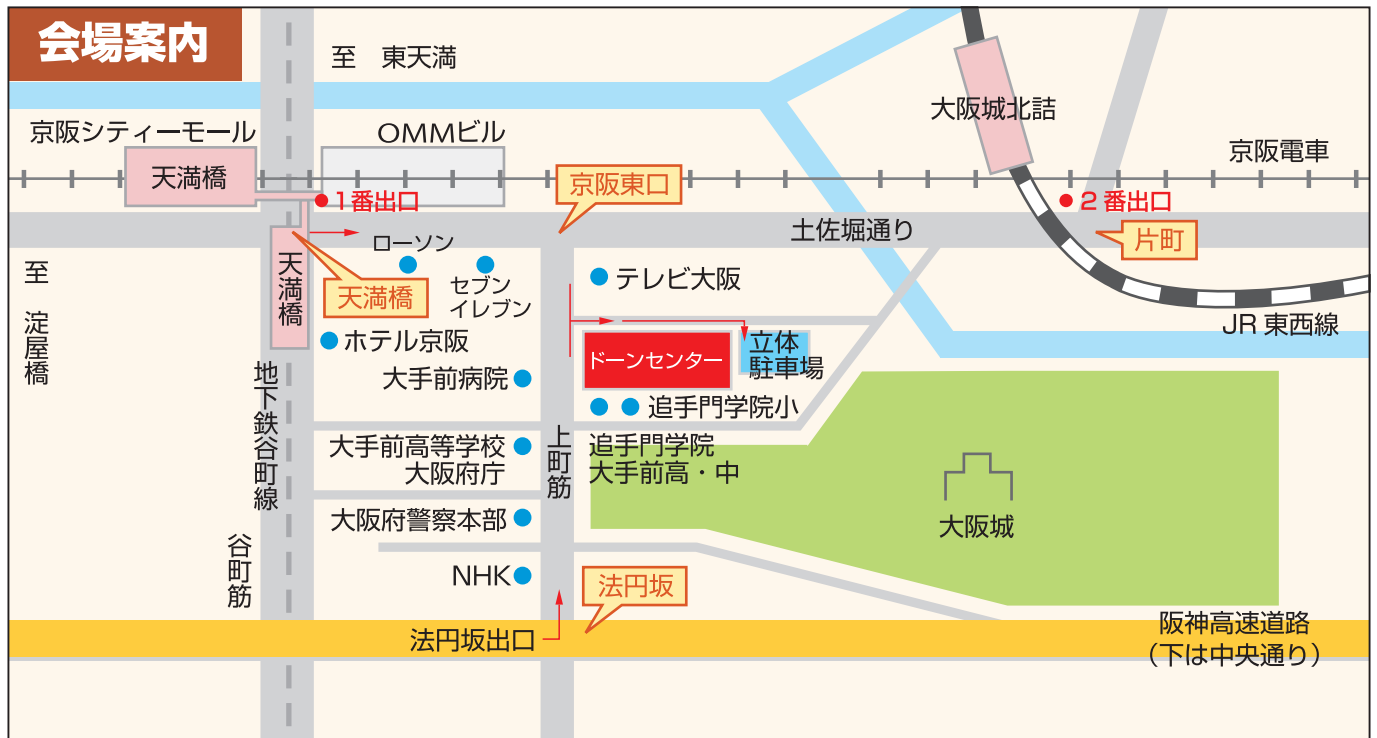 会場案内
至 東天満
大阪城北詰
京阪シティーモール
OMMビル
京阪電車
天満橋
京阪東口
1番出口
2番出口
土佐堀通り
片町
ローソン
至 淀屋橋
天満橋
天満橋
セブン
イレブン
テレビ大阪
JR東西線
ホテル京阪
立体
駐車場
ドーンセンター
大手前病院
地下鉄谷町線
追手門学院小
上町筋
大手前高等学校
大阪府庁
追手門学院
大手前高・中
大阪府警察本部
大阪城
谷町筋
NHK
法円坂
法円坂出口
阪神高速道路
(下は中央通り)